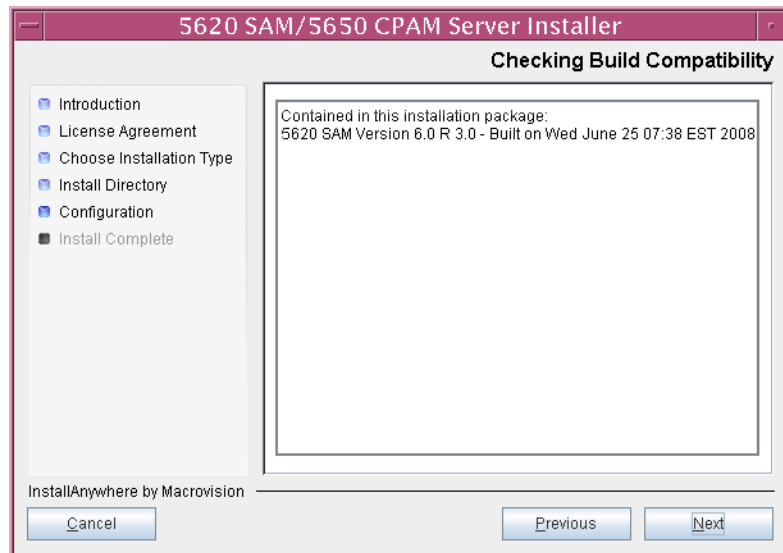 5620 SAM/5650 CPAM Server Installer
Checking Build Compatibility
Introduction
License Agreement
Choose Installation Type
Install Directory
Configuration
Install Complete
Contained in this installation package:
5620 SAM Version 6.0 R 3.0 - Built on Wed June 25 07:38 EST 2008
InstallAnywhere by Macrovision
Cancel
Previous
Next